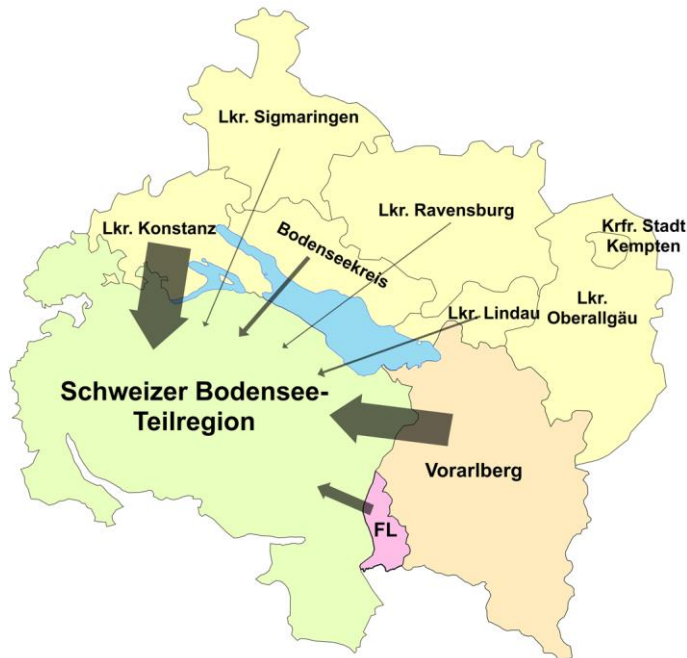 Lkr. Sigmaringen
Lkr. Ravensburg
Krfr. Stadt
Kempten
Lkr. Konstanz
Bodenseekreis
Lkr. Lindau
Lkr.
Oberallgäu
Schweizer Bodensee-
Teilregion
Vorarlberg
FL